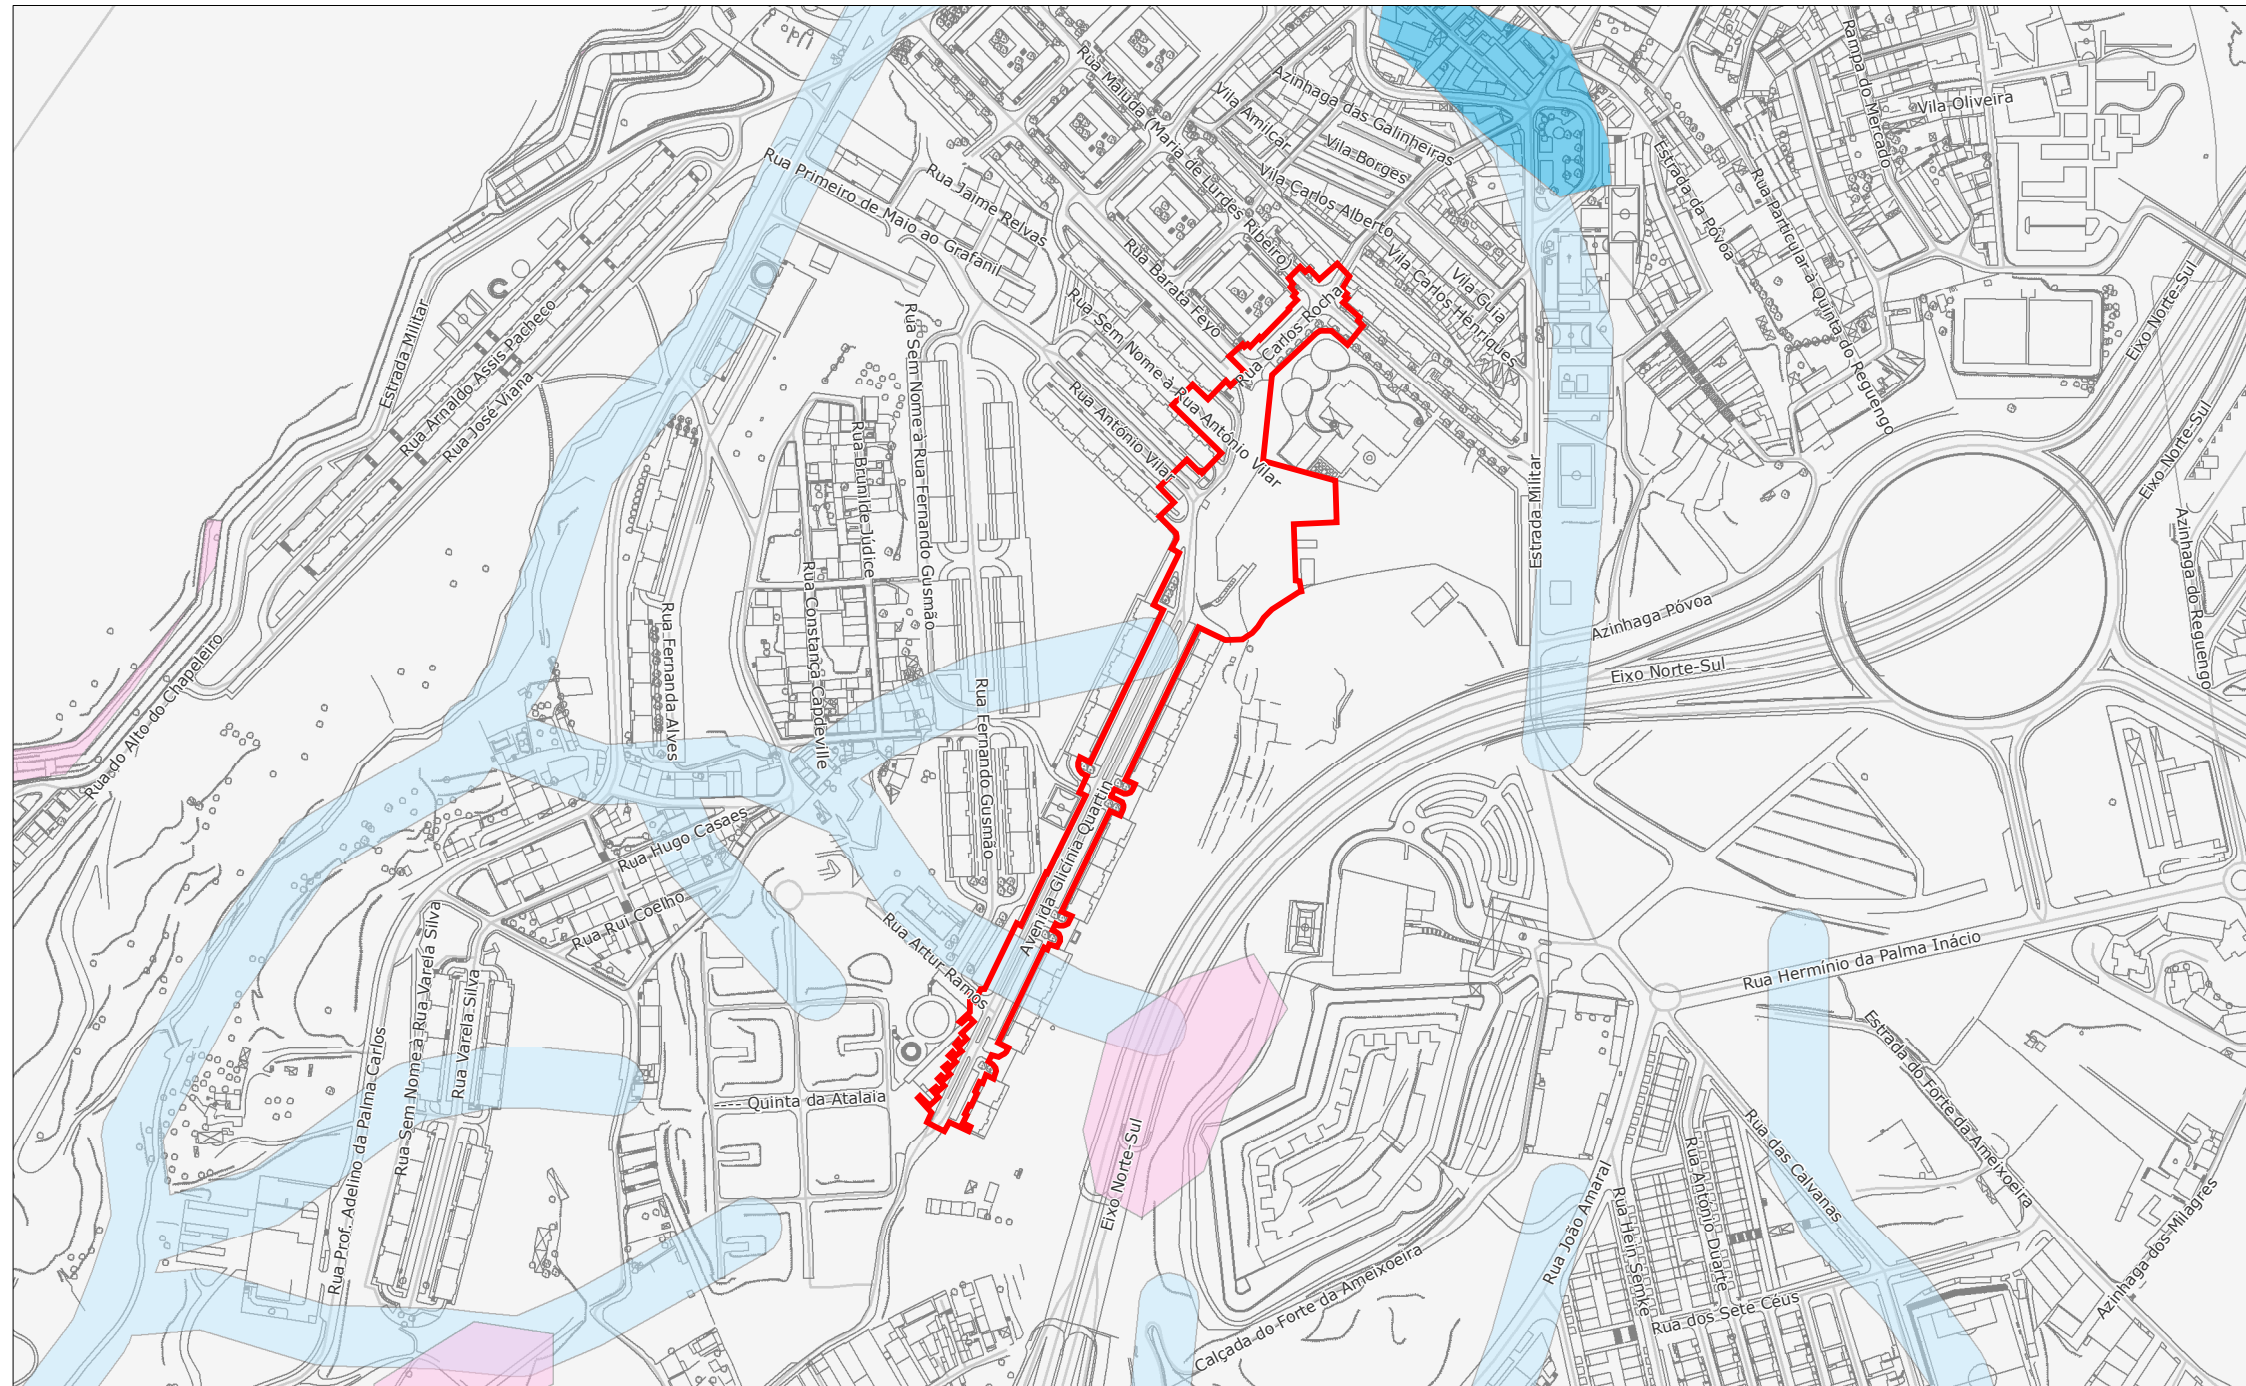 Rua Maluda (Maria de Lurdes Ribeiro)
Azinhaga das Galinheiras
Rampa do Mercado
Vila Oliveira
Vila Amílcar
Vila Borges
Estrada da Póvoa
Rua Primeiro de Maio ao Grafanil
Rua Jaime Relvas
Vila Carlos Alberto
Rua Particular à Quinta do Reguengo
Rua Barata Feyo
Vila Carlos Henriques
Vila Guia
Eixo Norte-Sul
Estrada Militar
Rua Arnaldo Assis Pacheco
Rua José Viana
Rua Sem Nome à Rua Fernando Gusmão
Rua Sem Nome à Rua António Vilar
Rua Carlos Rocha
Rua António Vilar
Rua Brunilde Júdice
Estrada Militar
Eixo Norte-Sul
Azinhaga do Reguengo
Rua Constança Capdeville
Rua Fernanda Alves
Azinhaga Póvoa
Eixo Norte-Sul
Rua do Alto do Chapeleiro
Rua Fernando Gusmão
Avenida Glicínia Quartin
Rua Hugo Casaes
Rua Rui Coelho
Rua Artur Ramos
Rua Sem Nome à Rua Varela Silva
Rua Varela Silva
Rua Hermínio da Palma Inácio
Rua Prof. Adelino da Palma Carlos
Quinta da Atalaia
Estrada do Forte da Ameixoeira
Rua das Calvanas
Eixo Norte-Sul
Rua João Amaral
Rua Hein Semke
Rua António Duarte
Azinhaga dos Milagres
Calçada do Forte da Ameixoeira
Rua dos Sete Céus